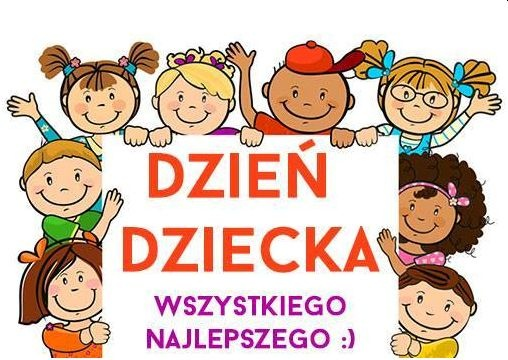 DZIEŃ
DZIECKA
WSZYSTKIEGO
NAJLEPSZEGO :)